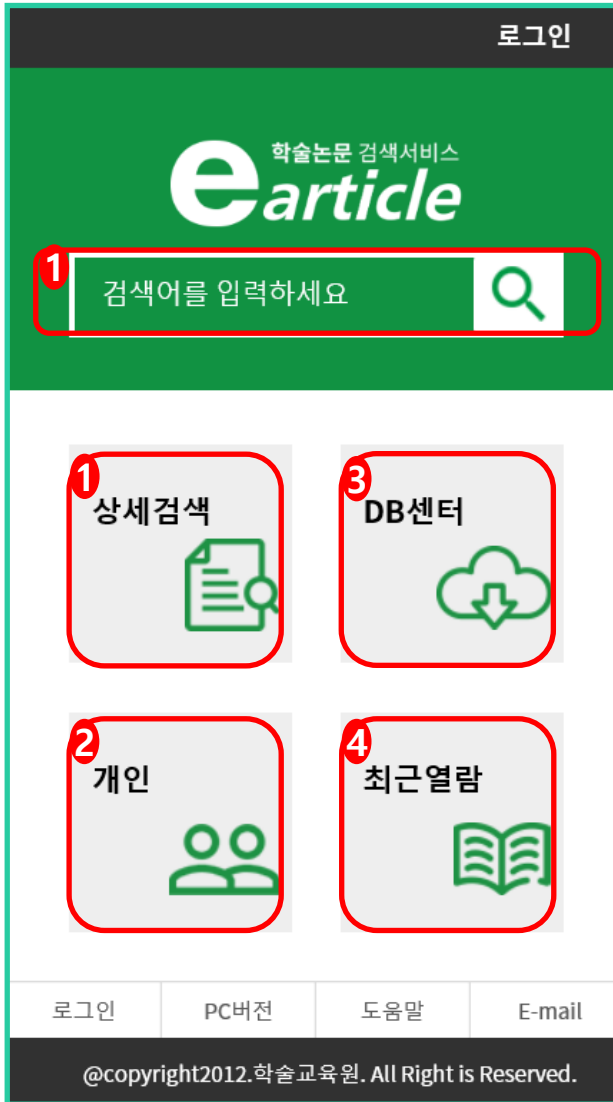 로그인
학술논문 검색서비스
earticle
1
검색어를 입력하세요
1
상세검색
3
DB센터
2
개인
4
최근열람
로그인 PC버전 도움말 E-mail
@copyright2012.학술교육원. All Right is Reserved.